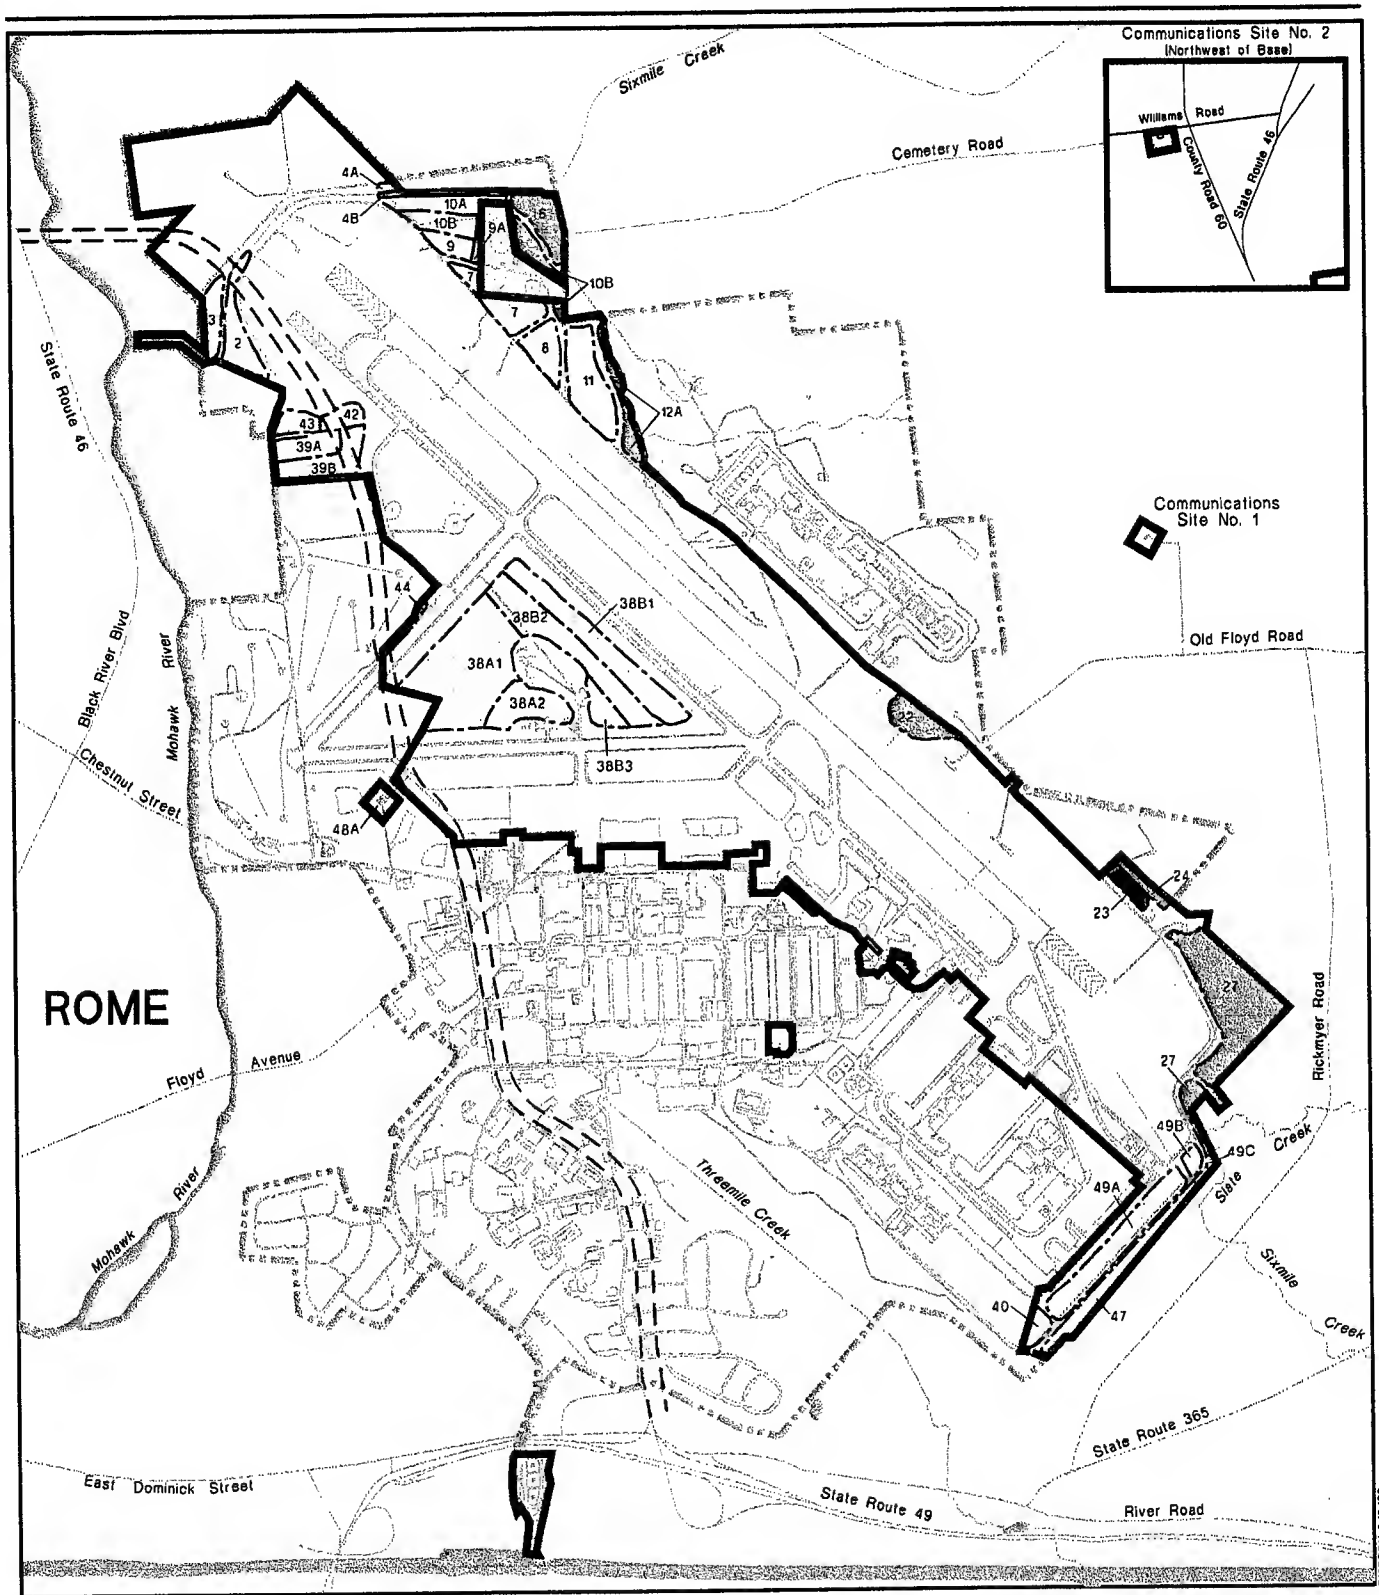 Communications Site No. 2
(Northwest of Base)
Williams Road
County Road 60
State Route 46
Sixmile Creek
Cemetery Road
4A
4B
10A
10B
9A
6
9
7
10B
3
2
7
8
11
12A
State Route 46
43
42
39A
39B
Communications
Site No. 1
44
38B2
38B1
Old Floyd Road
Black River Blvd
Mohawk River
38A1
38A2
22
38B3
Chestnut Street
48A
24
23
27
ROME
Rickmyer Road
Floyd Avenue
27
49B
49C
Slate Creek
Threemile Creek
49A
Mohawk River
Sixmile Creek
40
47
State Route 365
East Dominick Street
State Route 49
River Road